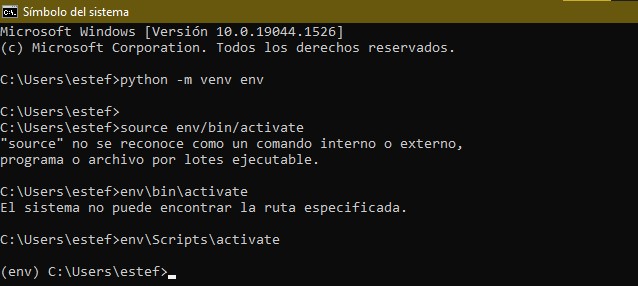 Símbolo del sistema
Microsoft Windows [Versión 10.0.19044.1526]
(c) Microsoft Corporation. Todos los derechos reservados.
C:\Users\estef>python -m venv env
C:\Users\estef>
C:\Users\estef>source env/bin/activate
"source" no se reconoce como un comando interno o externo,
programa o archivo por lotes ejecutable.
C:\Users\estef>env\bin\activate
El sistema no puede encontrar la ruta especificada.
C:\Users\estef>env\Scripts\activate
(env) C:\Users\estef>